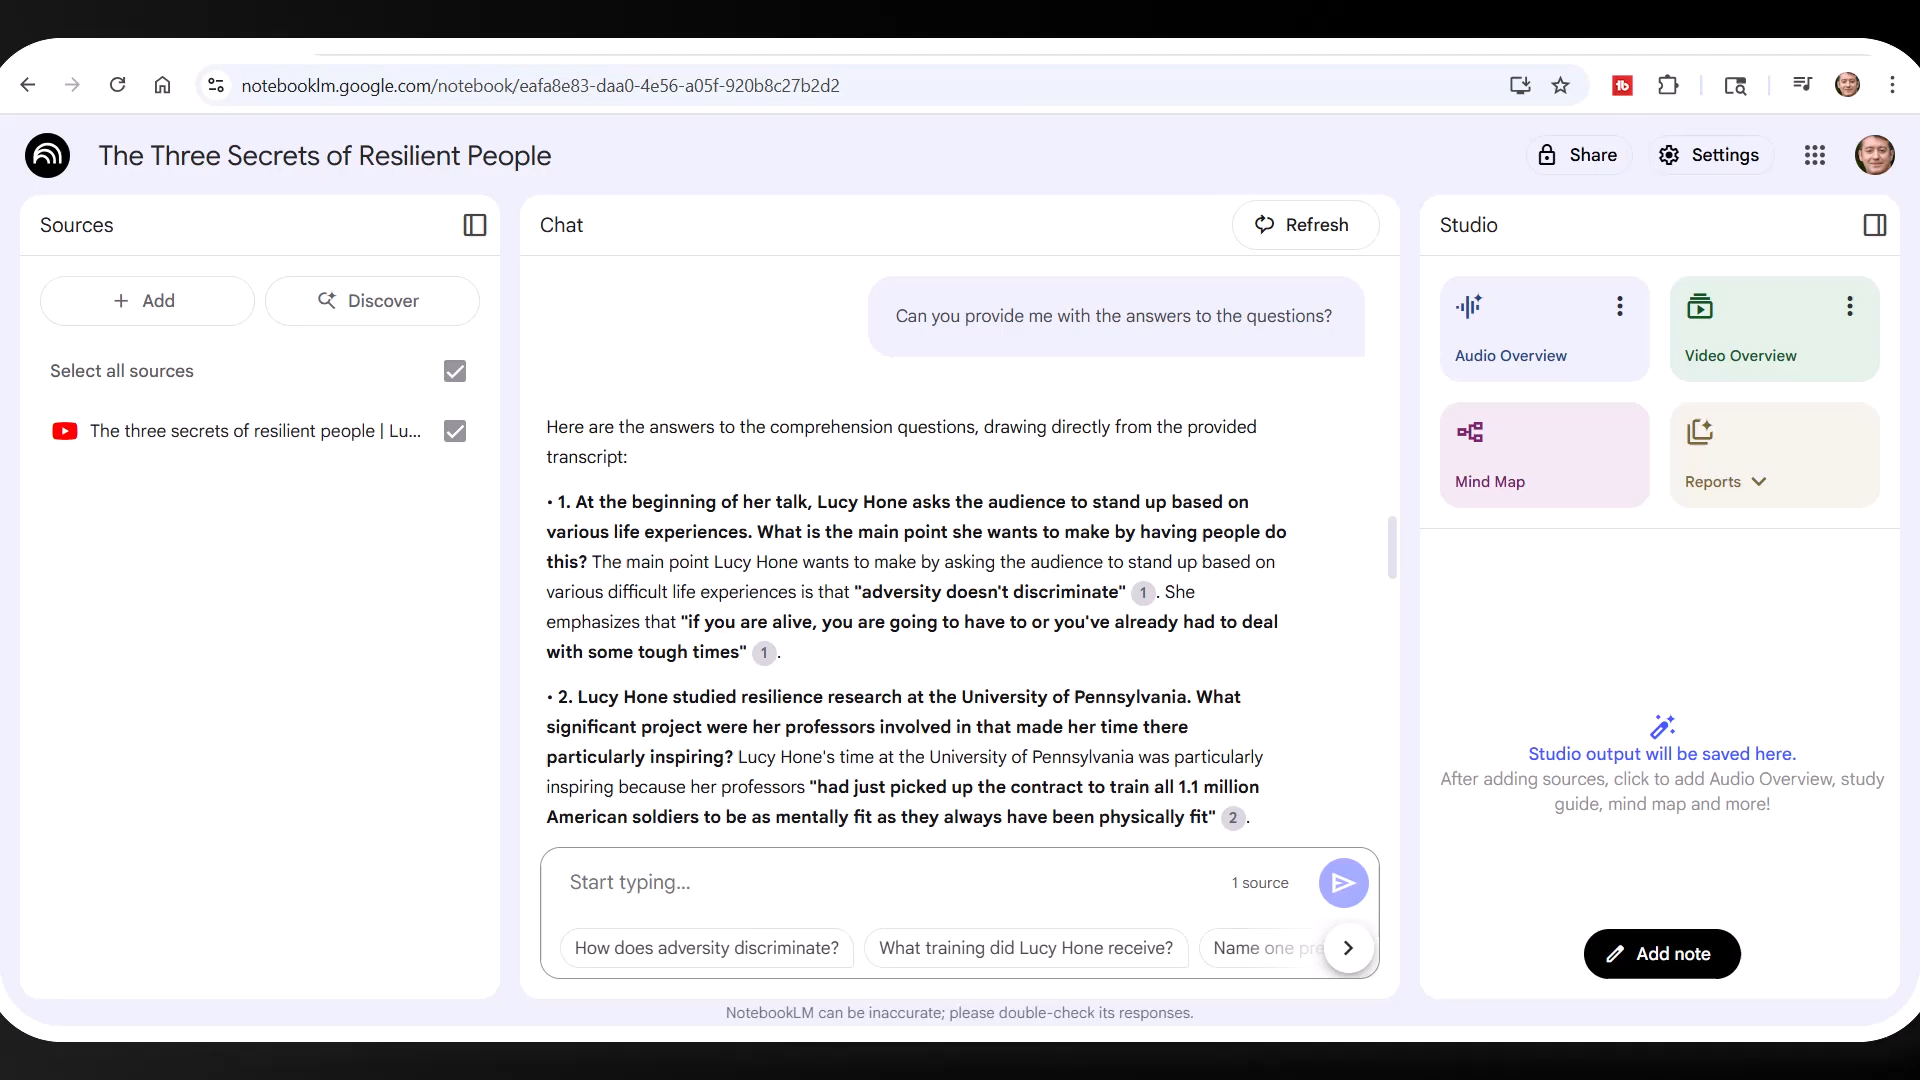 notebooklm.google.com/notebook/eafa8e83-daa0-4e56-a05f-920b8c27b2d2
The Three Secrets of Resilient People
Share
Settings
Sources
Add
Discover
Select all sources
The three secrets of resilient people | Lu...
Chat
Refresh
Can you provide me with the answers to the questions?
Here are the answers to the comprehension questions, drawing directly from the provided
transcript:
• 1. At the beginning of her talk, Lucy Hone asks the audience to stand up based on
various life experiences. What is the main point she wants to make by having people do
this? The main point Lucy Hone wants to make by asking the audience to stand up based on
various difficult life experiences is that "adversity doesn't discriminate" 1 . She
emphasizes that "if you are alive, you are going to have to or you've already had to deal
with some tough times" 1 .
• 2. Lucy Hone studied resilience research at the University of Pennsylvania. What
significant project were her professors involved in that made her time there
particularly inspiring? Lucy Hone's time at the University of Pennsylvania was particularly
inspiring because her professors "had just picked up the contract to train all 1.1 million
American soldiers to be as mentally fit as they always have been physically fit" 2 .
Start typing...
1 source
How does adversity discriminate?
What training did Lucy Hone receive?
Name one pre
NotebookLM can be inaccurate; please double-check its responses.
Studio
Audio Overview
Video Overview
Mind Map
Reports
Studio output will be saved here.
After adding sources, click to add Audio Overview, study
guide, mind map and more!
Add note